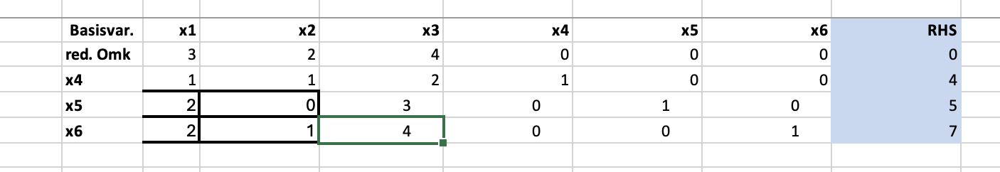 Basisvar. x1 x2 x3 x4 x5 x6 RHS
red. Omk 3 2 4 0 0 0 0
x4 1 1 2 1 0 0 4
x5 2 0 3 0 1 0 5
x6 2 1 4 0 0 1 7